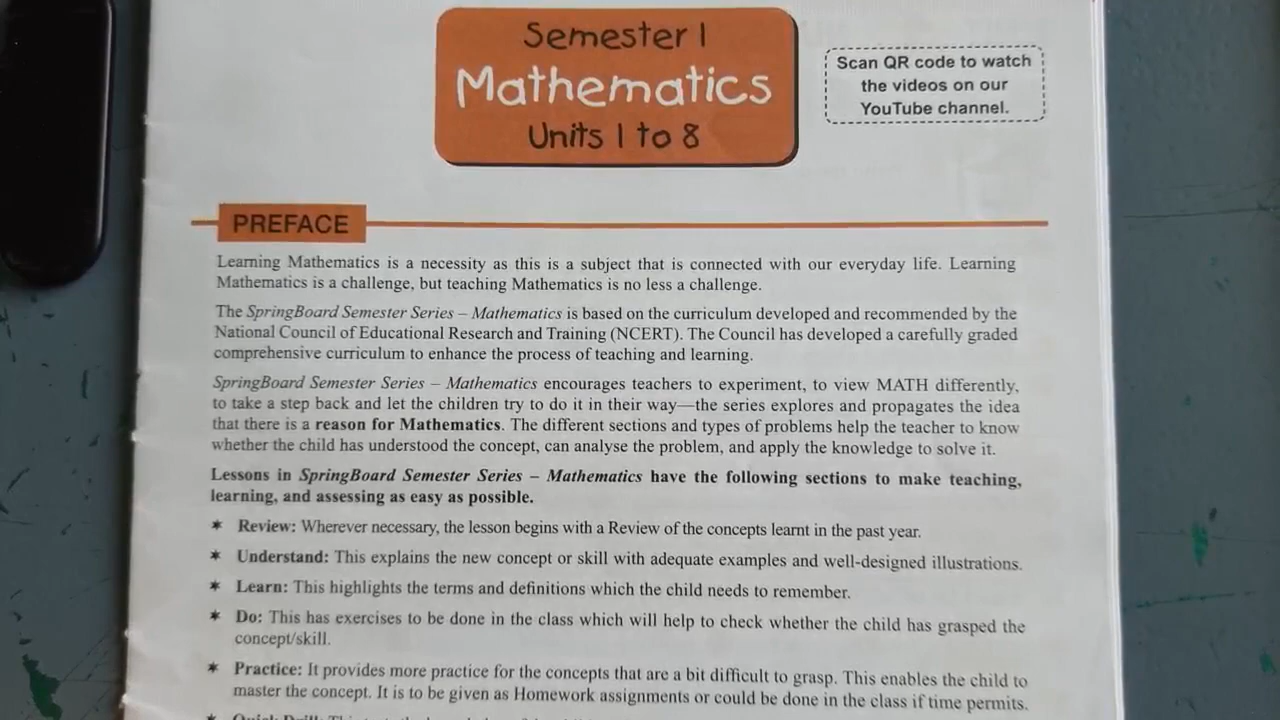 Semester 1
Mathematics
Units 1 to 8
Scan QR code to watch
the videos on our
YouTube channel.
PREFACE
Learning Mathematics is a necessity as this is a subject that is connected with our everyday life. Learning
Mathematics is a challenge, but teaching Mathematics is no less a challenge.
The SpringBoard Semester Series – Mathematics is based on the curriculum developed and recommended by the
National Council of Educational Research and Training (NCERT). The Council has developed a carefully graded
comprehensive curriculum to enhance the process of teaching and learning.
SpringBoard Semester Series – Mathematics encourages teachers to experiment, to view MATH differently,
to take a step back and let the children try to do it in their way—the series explores and propagates the idea
that there is a reason for Mathematics. The different sections and types of problems help the teacher to know
whether the child has understood the concept, can analyse the problem, and apply the knowledge to solve it.
Lessons in SpringBoard Semester Series – Mathematics have the following sections to make teaching,
learning, and assessing as easy as possible.
✶ Review: Wherever necessary, the lesson begins with a Review of the concepts learnt in the past year.
✶ Understand: This explains the new concept or skill with adequate examples and well-designed illustrations.
✶ Learn: This highlights the terms and definitions which the child needs to remember.
✶ Do: This has exercises to be done in the class which will help to check whether the child has grasped the
concept/skill.
✶ Practice: It provides more practice for the concepts that are a bit difficult to grasp. This enables the child to
master the concept. It is to be given as Homework assignments or could be done in the class if time permits.